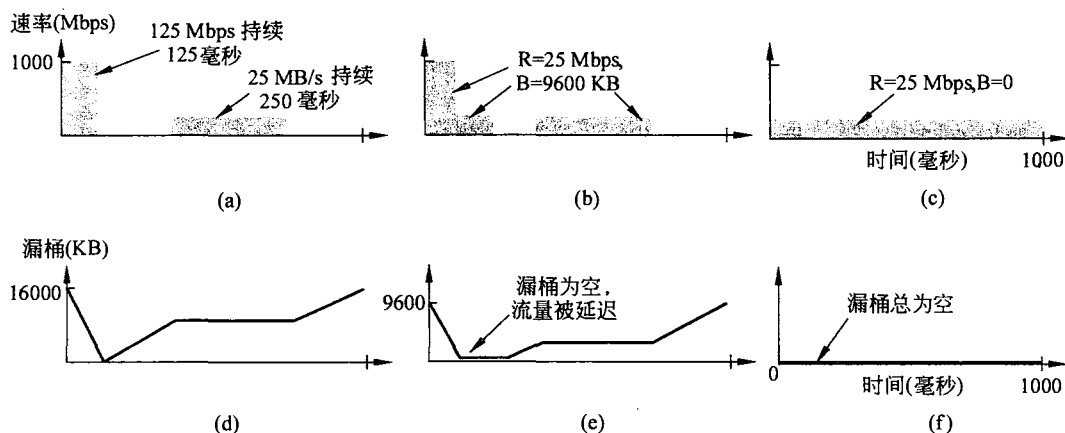 速率(Mbps)
1000
125 Mbps 持续
125毫秒
25 MB/s 持续
250 毫秒
(a)
R=25 Mbps,
B=9600 KB
(b)
R=25 Mbps,B=0
时间(毫秒)
1000
(c)
漏桶(KB)
16000
(d)
9600
漏桶为空,
流量被延迟
(e)
漏桶总为空
0
时间(毫秒)
1000
(f)